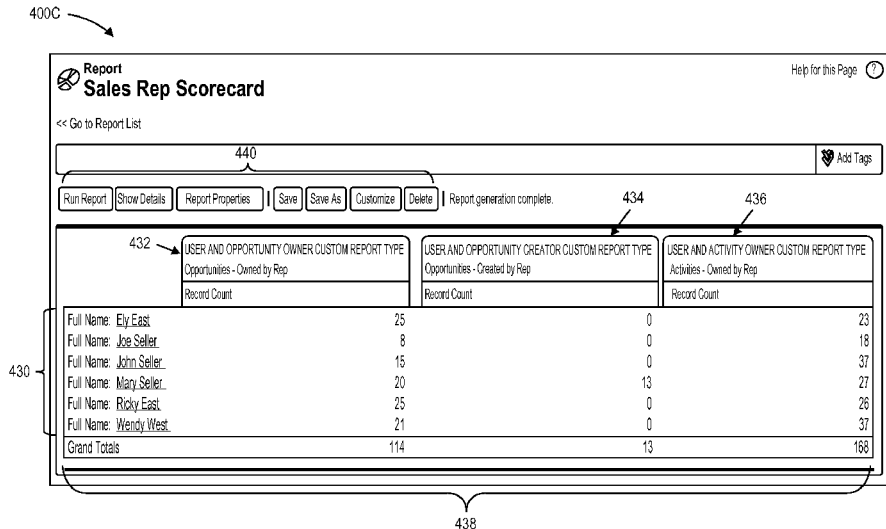 400C
Report
Sales Rep Scorecard
Help for this Page ?
<< Go to Report List
440
Add Tags
Run Report Show Details Report Properties | Save Save As Customize Delete | Report generation complete.
434
436
432
USER AND OPPORTUNITY OWNER CUSTOM REPORT TYPE USER AND OPPORTUNITY CREATOR CUSTOM REPORT TYPE USER AND ACTIVITY OWNER CUSTOM REPORT TYPE
Opportunities - Owned by Rep Opportunities - Created by Rep Activities - Owned by Rep
Record Count Record Count Record Count
430
Full Name: Ely East 25 0 23
Full Name: Joe Seller 8 0 18
Full Name: John Seller 15 0 37
Full Name: Mary Seller 20 13 27
Full Name: Ricky East 25 0 26
Full Name: Wendy West 21 0 37
Grand Totals 114 13 168
438